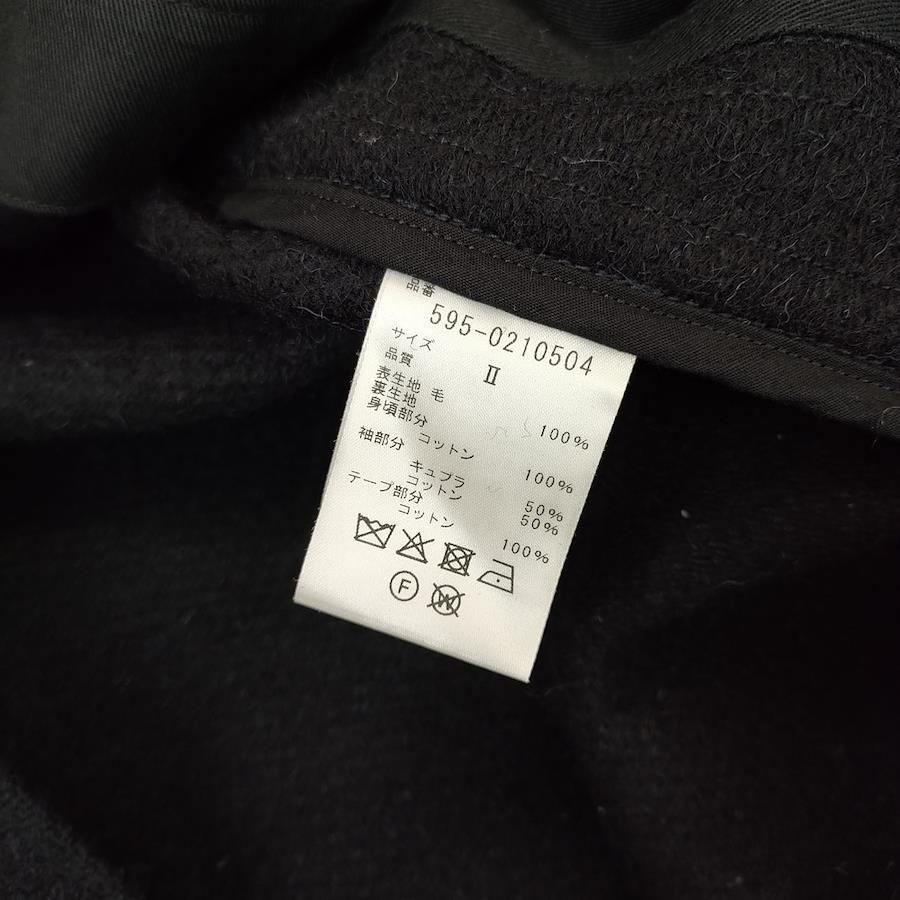 品番
595-0210504
サイズ
II
品質
表生地 毛 100%
裏生地
身頃部分
コットン 100%
袖部分
キュプラ 50%
コットン 50%
テープ部分
コットン 100%
F
W